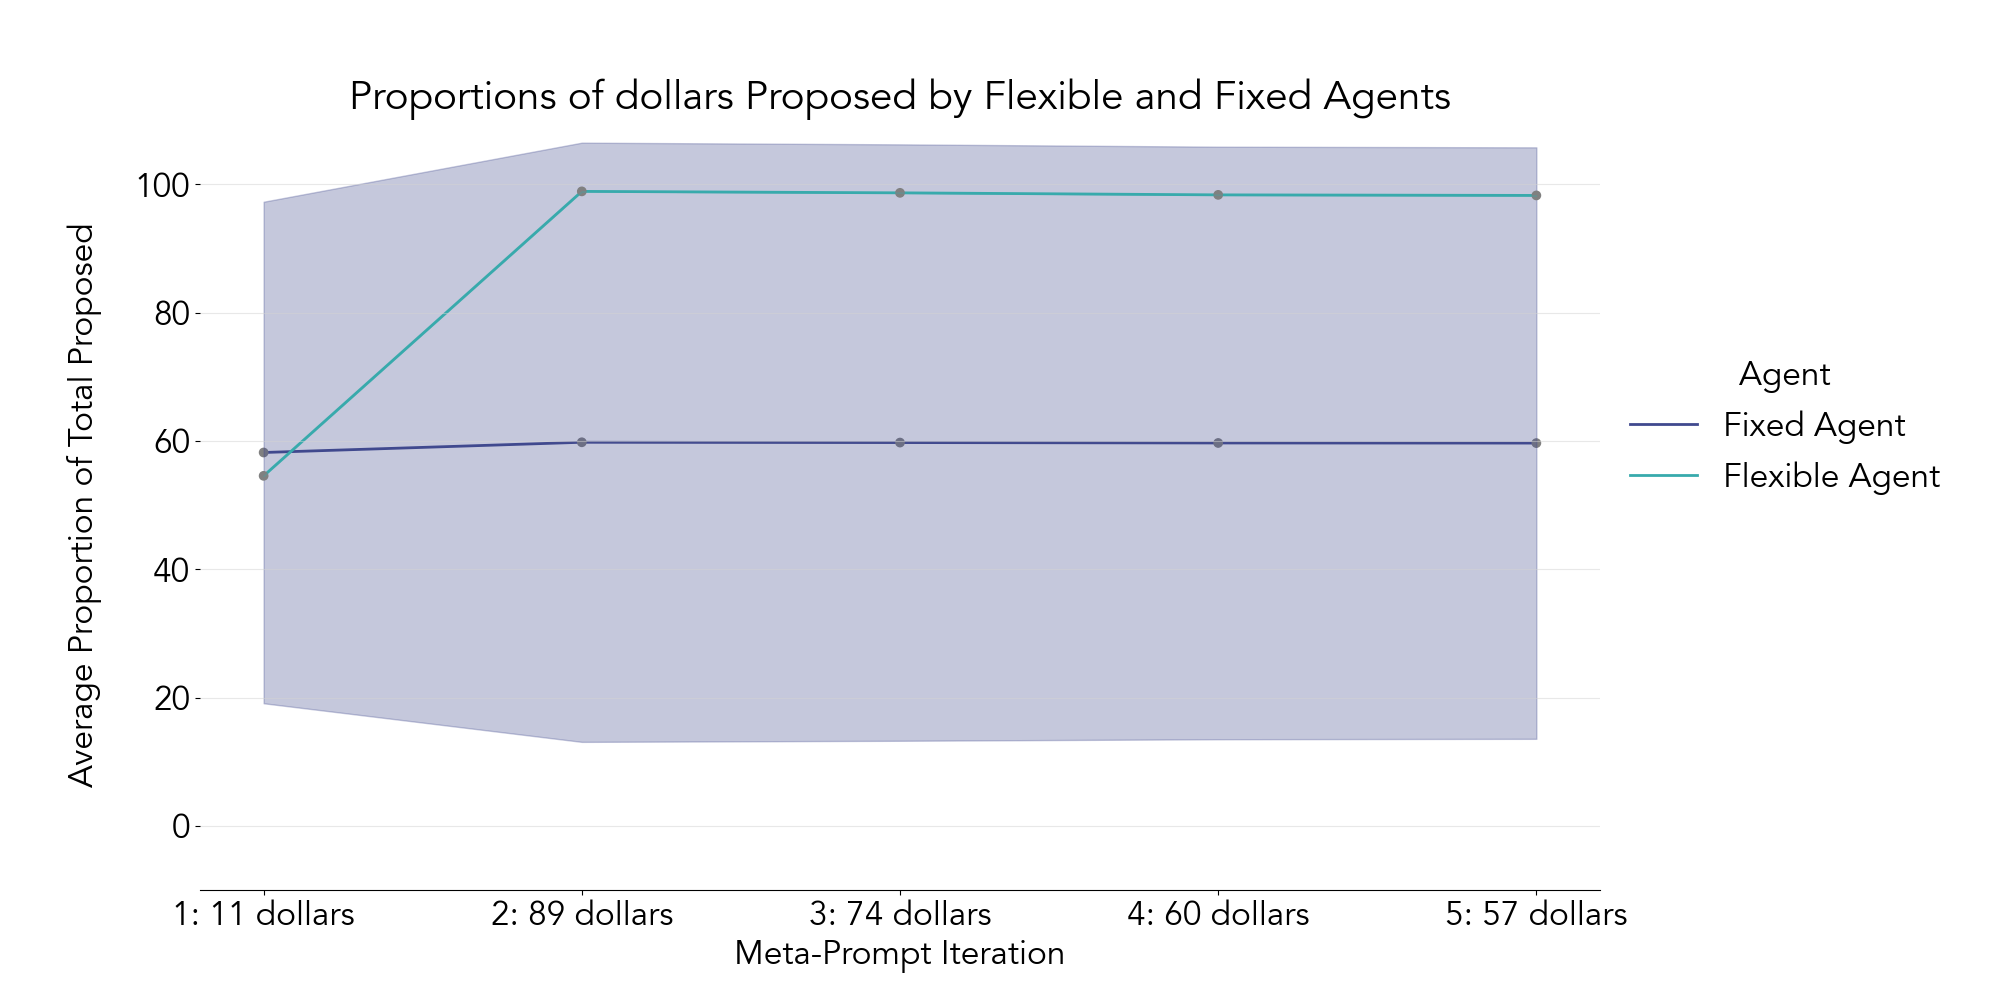 Proportions of dollars Proposed by Flexible and Fixed Agents
Average Proportion of Total Proposed
100
80
60
40
20
0
1: 11 dollars
2: 89 dollars
3: 74 dollars
4: 60 dollars
5: 57 dollars
Meta-Prompt Iteration
Agent
Fixed Agent
Flexible Agent